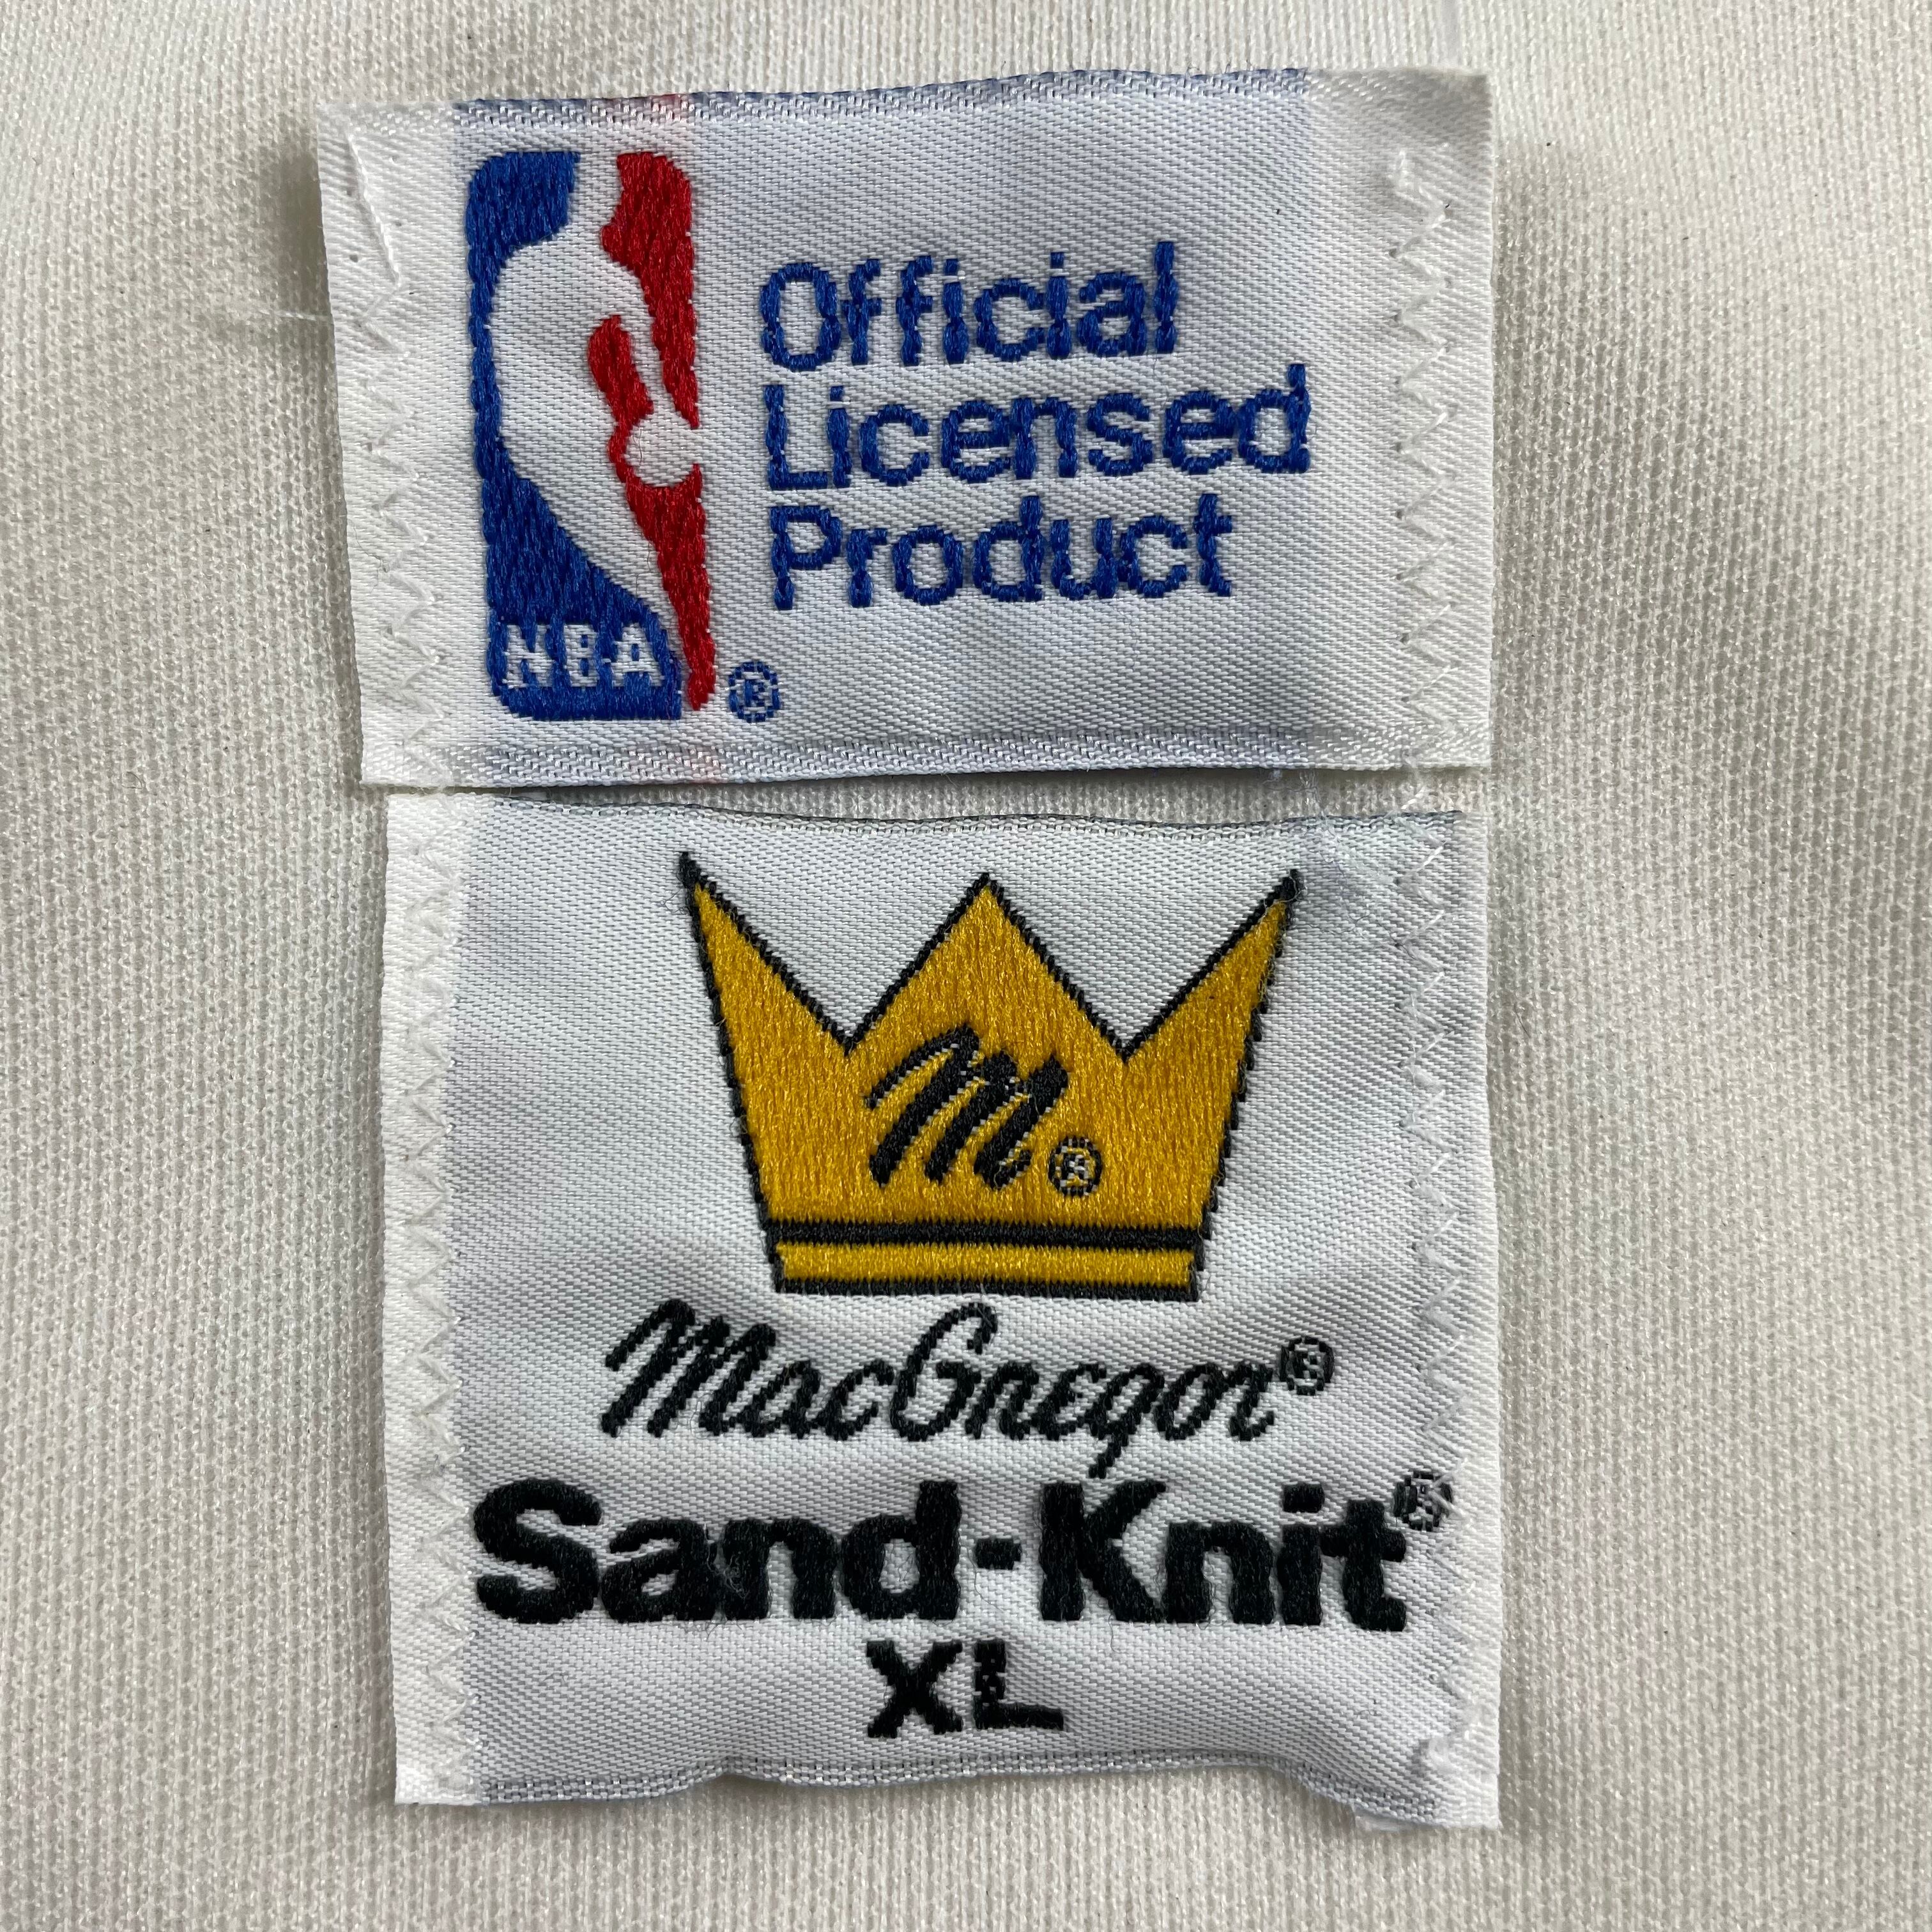 Official
Licensed
Product
NBA ®
M ®
MacGregor®
Sand-Knit®
XL